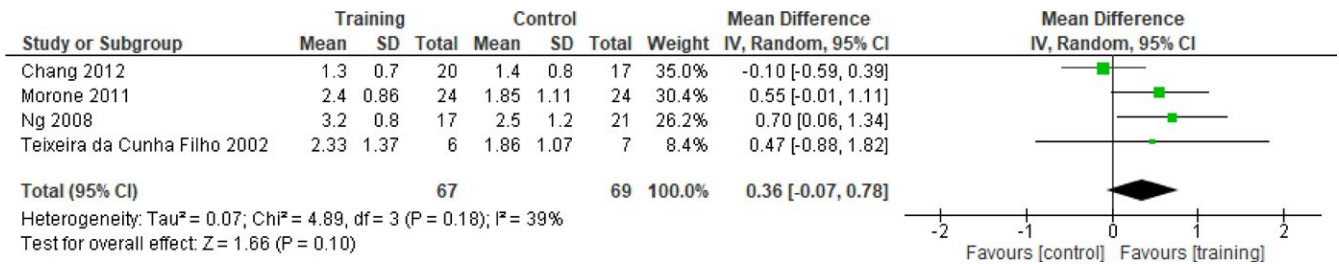 Training Control Mean Difference Mean Difference
Study or Subgroup Mean SD Total Mean SD Total Weight IV, Random, 95% CI IV, Random, 95% CI
Chang 2012 1.3 0.7 20 1.4 0.8 17 35.0% -0.10 [-0.59, 0.39]
Morone 2011 2.4 0.86 24 1.85 1.11 24 30.4% 0.55 [-0.01, 1.11]
Ng 2008 3.2 0.8 17 2.5 1.2 21 26.2% 0.70 [0.06, 1.34]
Teixeira da Cunha Filho 2002 2.33 1.37 6 1.86 1.07 7 8.4% 0.47 [-0.88, 1.82]
Total (95% CI) 67 69 100.0% 0.36 [-0.07, 0.78]
Heterogeneity: Tau² = 0.07; Chi² = 4.89, df = 3 (P = 0.18); I² = 39%
Test for overall effect: Z = 1.66 (P = 0.10)
-2 -1 0 1 2
Favours [control] Favours [training]